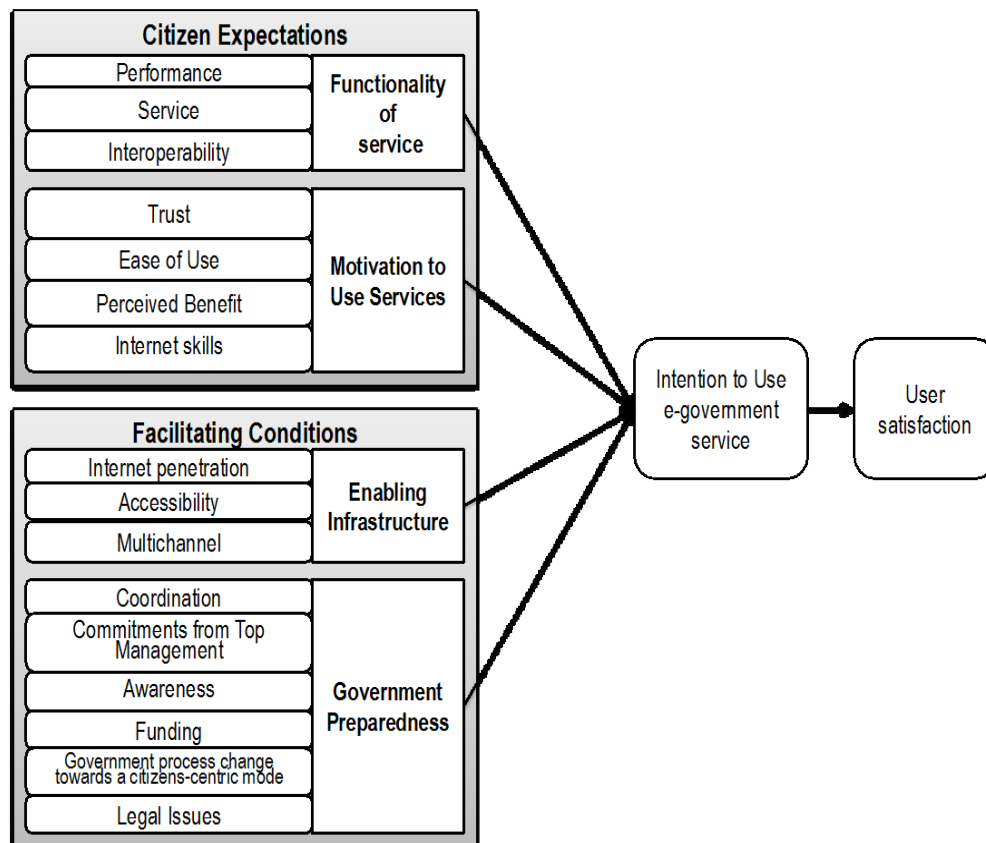 Citizen Expectations
Performance
Service
Interoperability
Functionality
of
service
Trust
Ease of Use
Perceived Benefit
Internet skills
Motivation to
Use Services
Facilitating Conditions
Internet penetration
Accessibility
Multichannel
Enabling
Infrastructure
Coordination
Commitments from Top
Management
Awareness
Funding
Government process change
towards a citizens-centric mode
Legal Issues
Government
Preparedness
Intention to Use
e-government
service
User
satisfaction